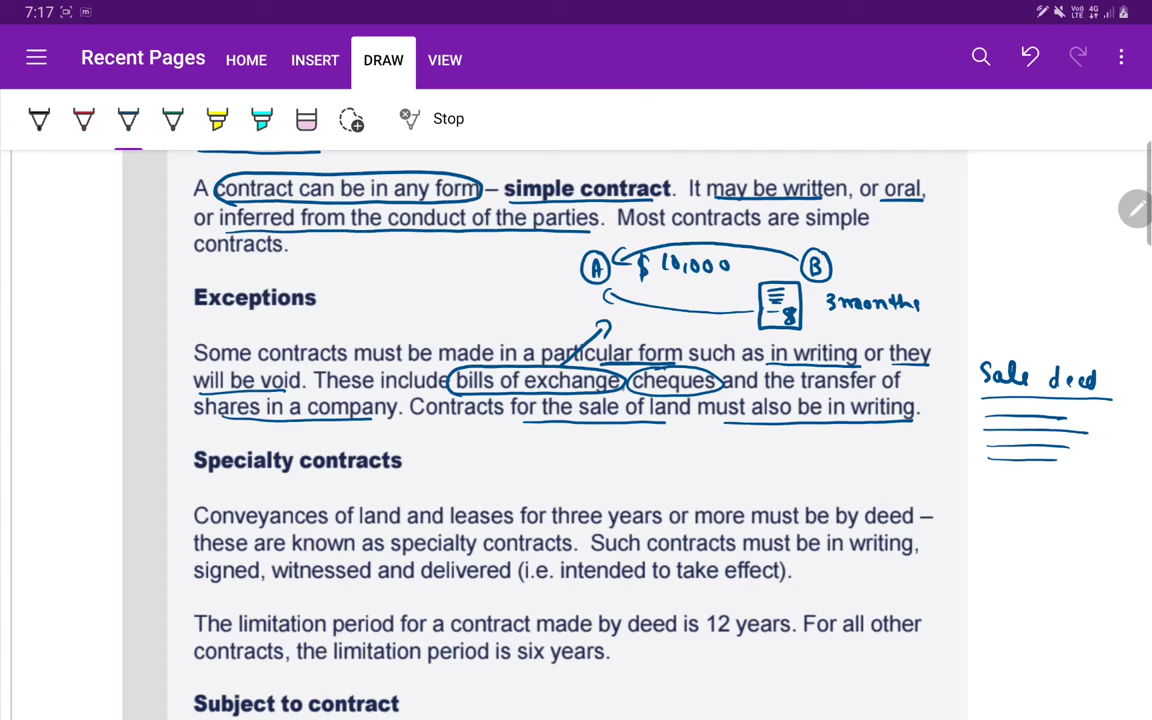 7:17
Vo))
LTE
4G
Recent Pages
HOME
INSERT
DRAW
VIEW
Stop
A contract can be in any form – simple contract. It may be written, or oral,
or inferred from the conduct of the parties. Most contracts are simple
contracts.
A $ 10,000 B
3 months
Exceptions
Some contracts must be made in a particular form such as in writing or they
will be void. These include bills of exchange, cheques and the transfer of
shares in a company. Contracts for the sale of land must also be in writing.
Sale deed
Specialty contracts
Conveyances of land and leases for three years or more must be by deed –
these are known as specialty contracts. Such contracts must be in writing,
signed, witnessed and delivered (i.e. intended to take effect).
The limitation period for a contract made by deed is 12 years. For all other
contracts, the limitation period is six years.
Subject to contract